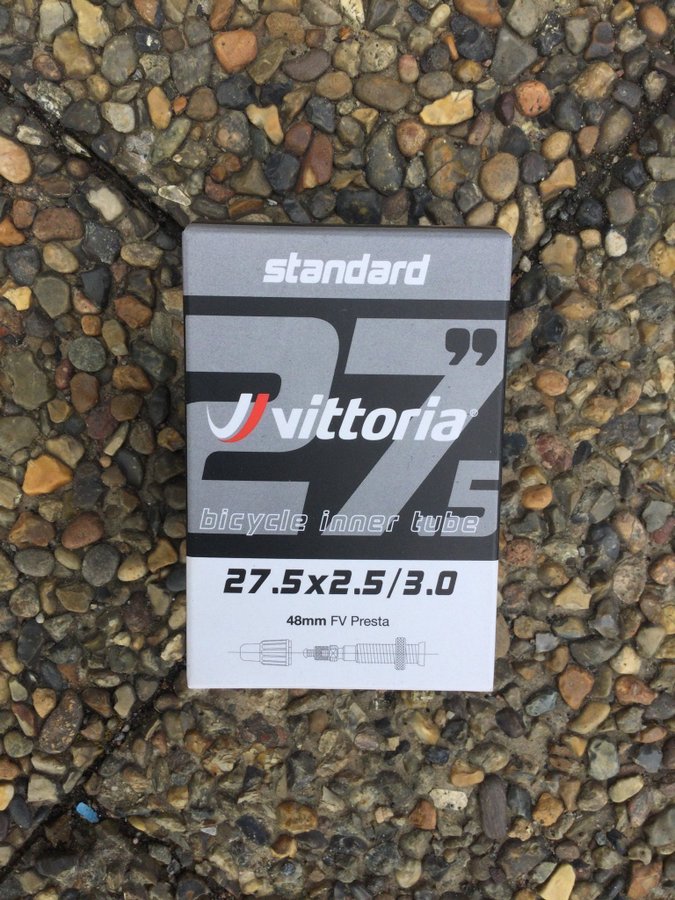 standard
27.5"
vittoria®
bicycle inner tube
27.5x2.5/3.0
48mm FV Presta